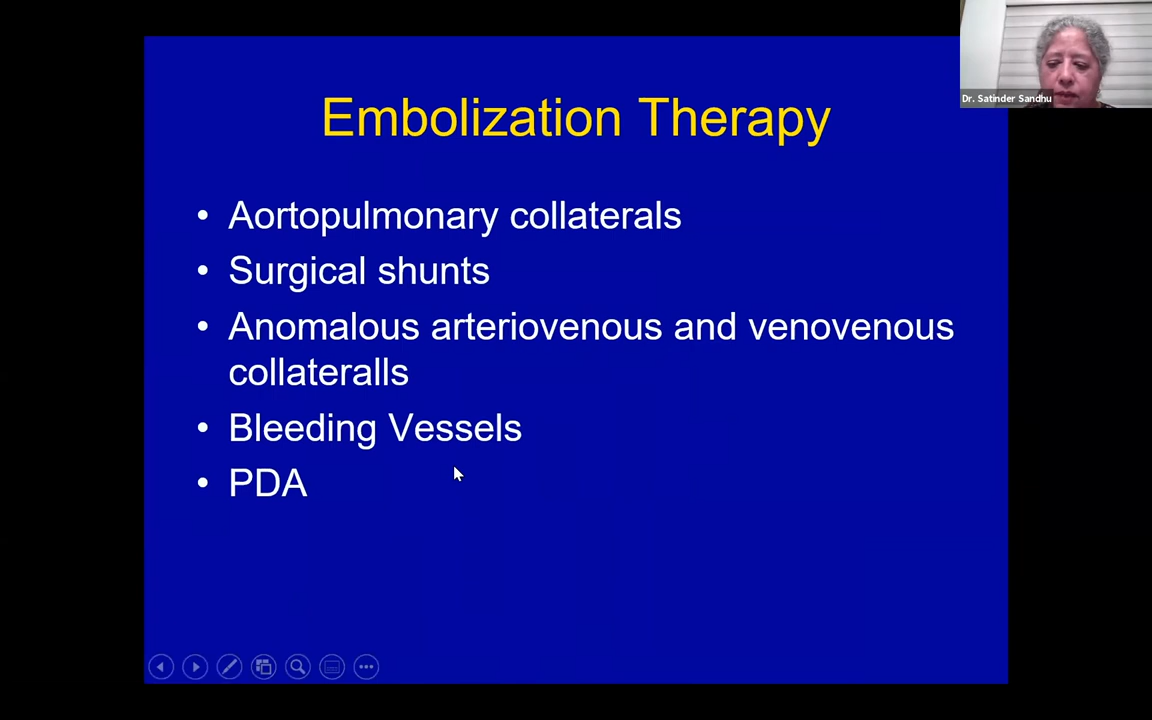 Dr. Satinder Sandhu
Embolization Therapy
• Aortopulmonary collaterals
• Surgical shunts
• Anomalous arteriovenous and venovenous
collateralls
• Bleeding Vessels
• PDA